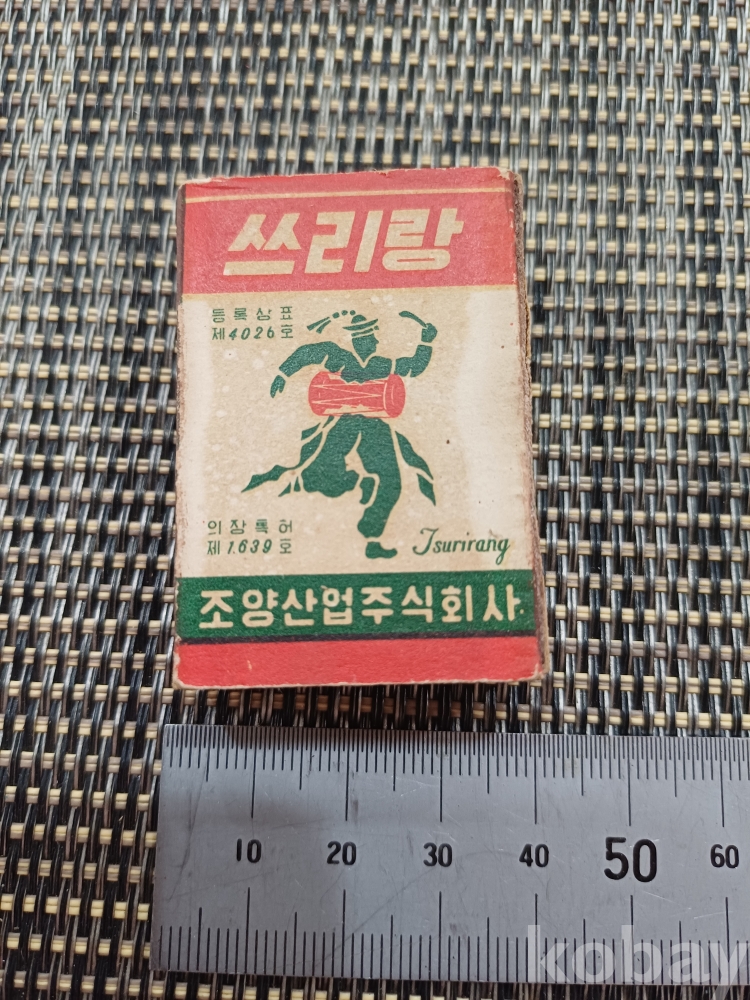 쓰리랑
등록상표
제4026호
의장특허
제1.639호
Tsurirang
조양산업주식회사
10 20 30 40 50 60
kobay